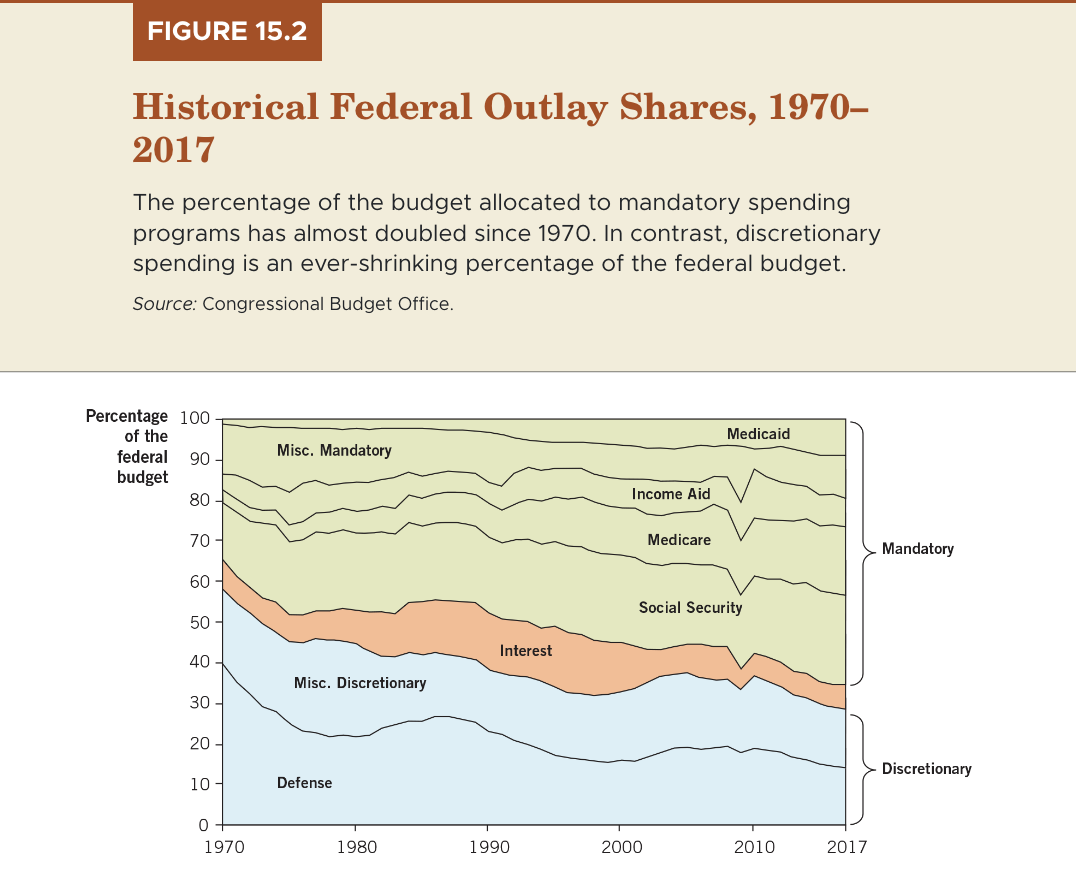 FIGURE 15.2
Historical Federal Outlay Shares, 1970–
2017
The percentage of the budget allocated to mandatory spending
programs has almost doubled since 1970. In contrast, discretionary
spending is an ever-shrinking percentage of the federal budget.
Source: Congressional Budget Office.
Percentage
of the
federal
budget
100
90
80
70
60
50
40
30
20
10
0
Medicaid
Misc. Mandatory
Income Aid
Medicare
Social Security
Interest
Misc. Discretionary
Defense
Mandatory
Discretionary
1970
1980
1990
2000
2010
2017